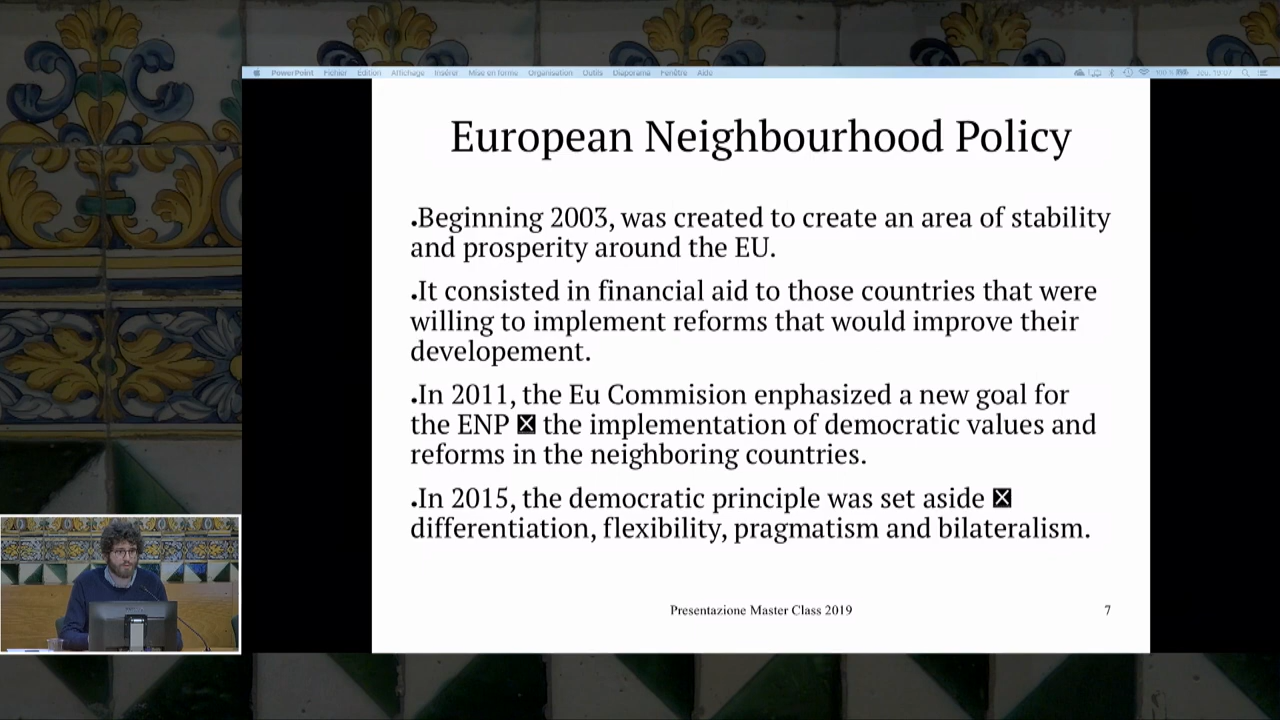 PowerPoint Fichier Edition Affichage Insérer Mise en forme Organisation Outils Diaporama Fenêtre Aide
European Neighbourhood Policy
.Beginning 2003, was created to create an area of stability
and prosperity around the EU.
.It consisted in financial aid to those countries that were
willing to implement reforms that would improve their
developement.
.In 2011, the Eu Commision enphasized a new goal for
the ENP ☒ the implementation of democratic values and
reforms in the neighboring countries.
.In 2015, the democratic principle was set aside ☒
differentiation, flexibility, pragmatism and bilateralism.
Presentazione Master Class 2019 7